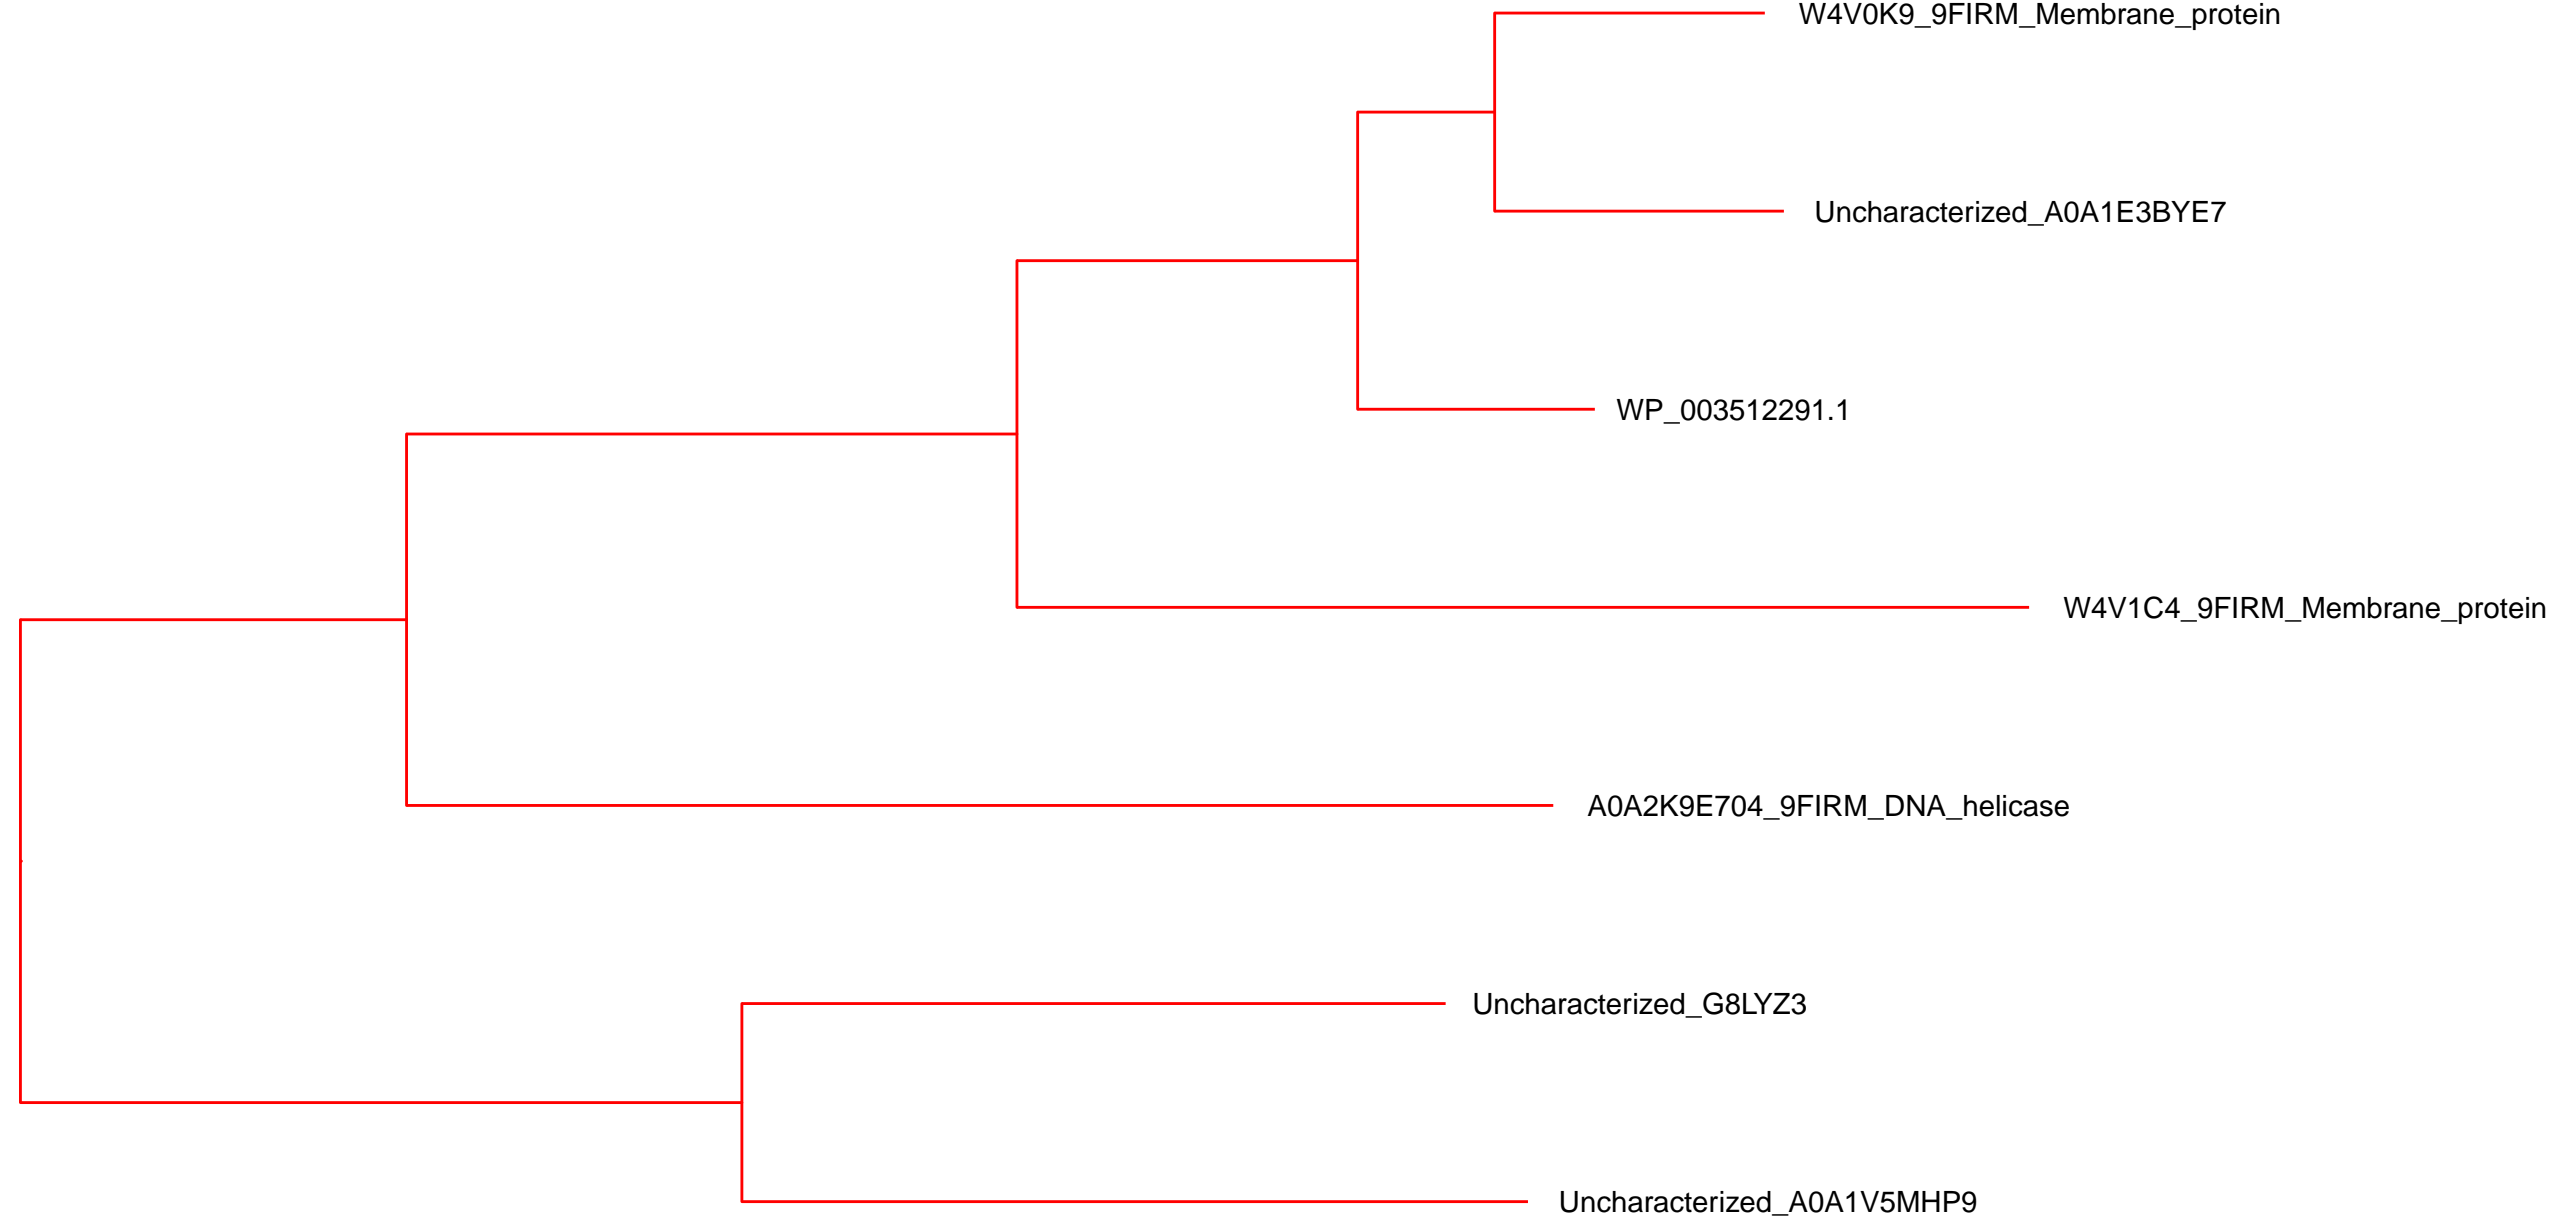 W4V0K9_9FIRM_Membrane_protein
Uncharacterized_A0A1E3BYE7
WP_003512291.1
W4V1C4_9FIRM_Membrane_protein
A0A2K9E704_9FIRM_DNA_helicase
Uncharacterized_G8LYZ3
Uncharacterized_A0A1V5MHP9